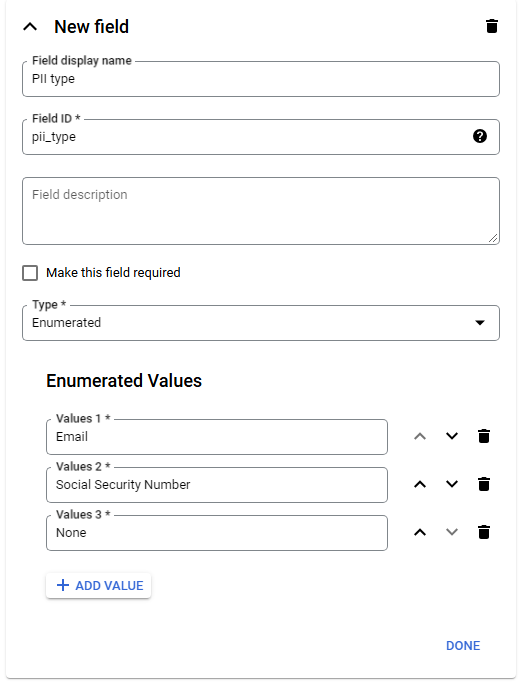 New field
Field display name
PII type
Field ID *
pii_type
Field description
Make this field required
Type *
Enumerated
Enumerated Values
Values 1 *
Email
Values 2 *
Social Security Number
Values 3 *
None
ADD VALUE
DONE